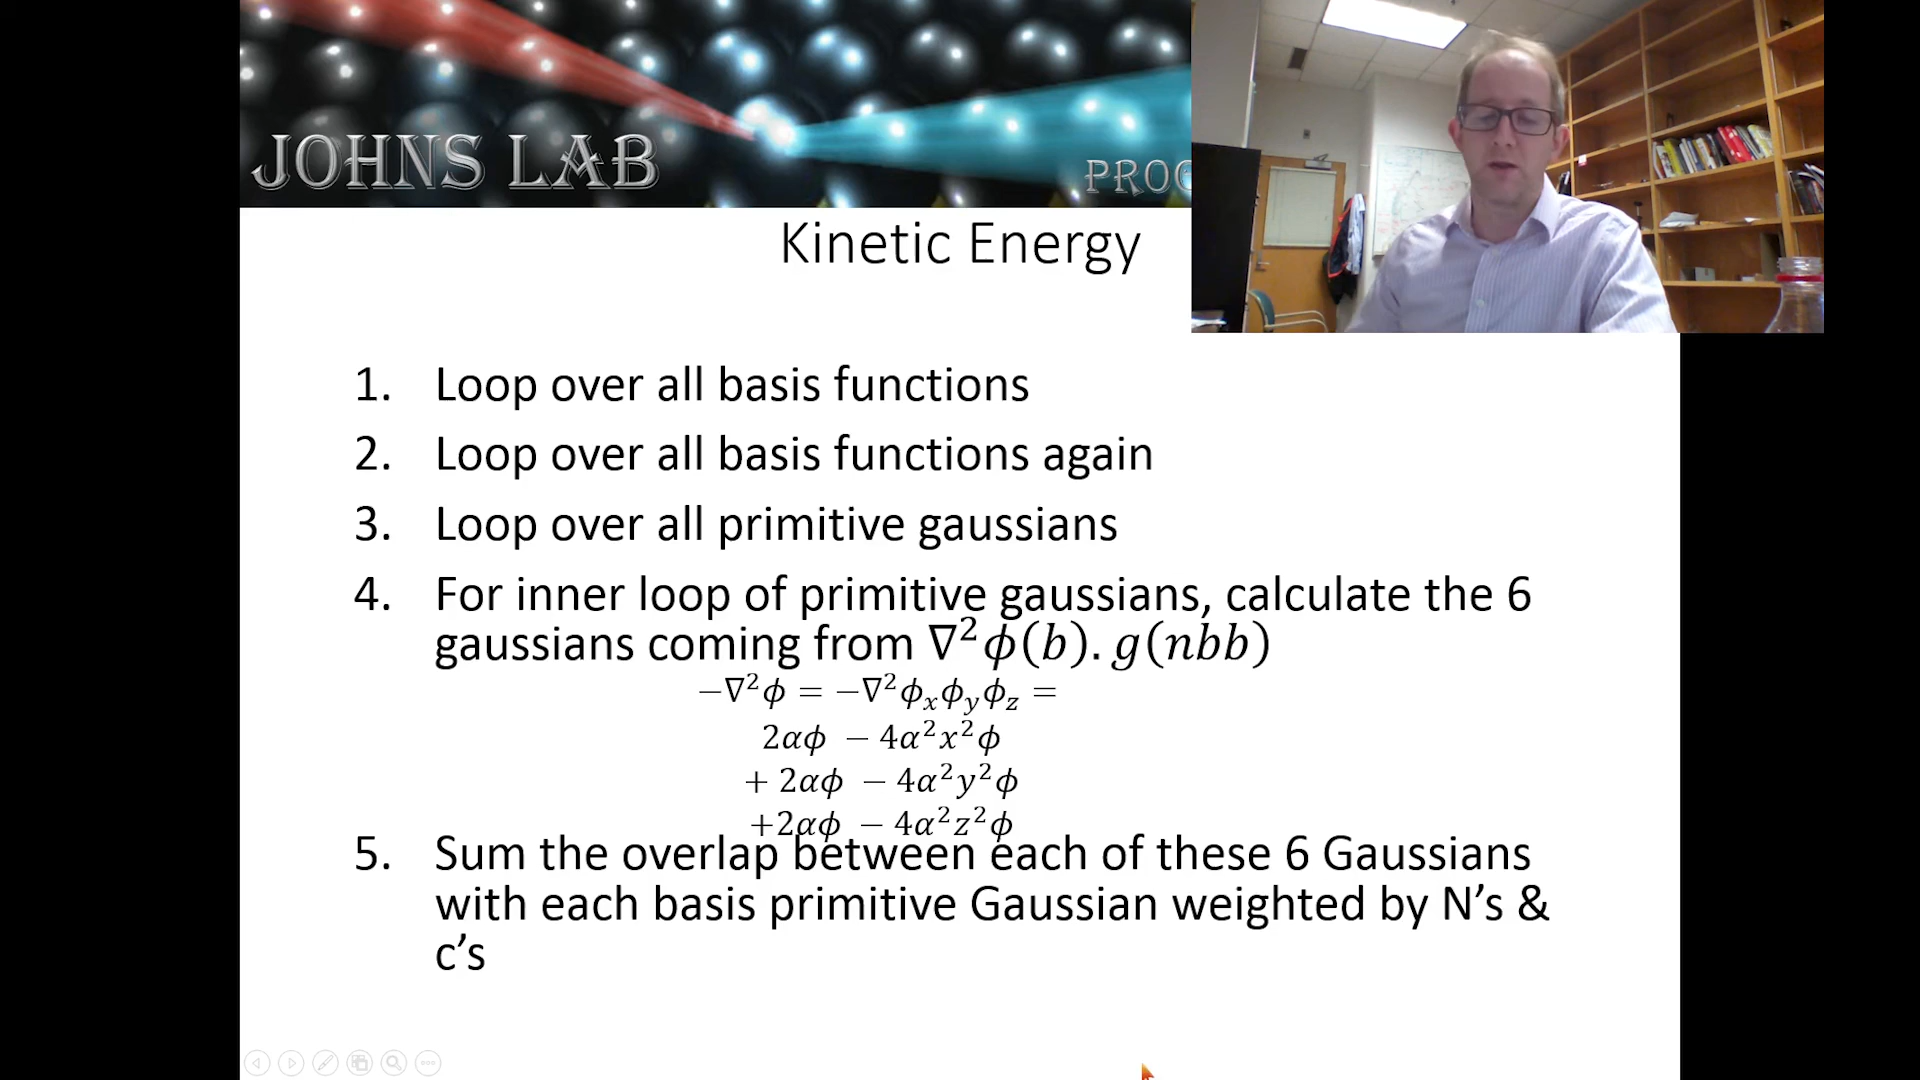 JOHNS LAB
PROG
Kinetic Energy
1. Loop over all basis functions
2. Loop over all basis functions again
3. Loop over all primitive gaussians
4. For inner loop of primitive gaussians, calculate the 6
gaussians coming from ∇²ϕ(b).g(nbb)
−∇²ϕ = −∇²ϕₓϕᵧϕ_z =
2αϕ − 4α²x²ϕ
+ 2αϕ − 4α²y²ϕ
+2αϕ − 4α²z²ϕ
5. Sum the overlap between each of these 6 Gaussians
with each basis primitive Gaussian weighted by N’s &
c’s